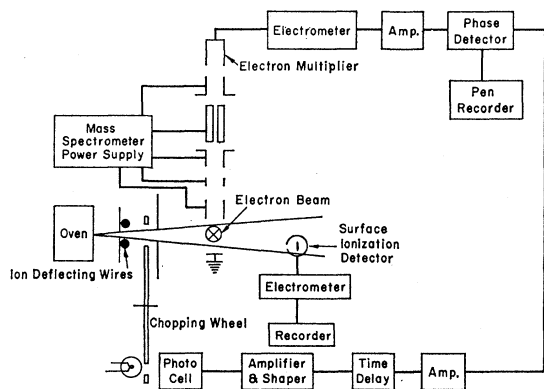 Electrometer
Amp.
Phase
Detector
Electron Multiplier
Pen
Recorder
Mass
Spectrometer
Power Supply
Electron Beam
Oven
Surface
Ionization
Detector
Ion Deflecting Wires
Electrometer
Chopping Wheel
Recorder
Photo
Cell
Amplifier
& Shaper
Time
Delay
Amp.